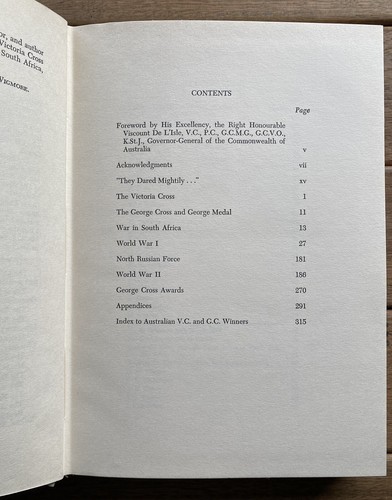 or, and author
Victoria Cross
South Africa,
VIGMORE.
CONTENTS
Page
Foreword by His Excellency, the Right Honourable
Viscount De L'Isle, V.C., P.C., G.C.M.G., G.C.V.O.,
K.St.J., Governor-General of the Commonwealth of
Australia v
Acknowledgments vii
"They Dared Mightily . . ." xv
The Victoria Cross 1
The George Cross and George Medal 11
War in South Africa 13
World War I 27
North Russian Force 181
World War II 186
George Cross Awards 270
Appendices 291
Index to Australian V.C. and G.C. Winners 315